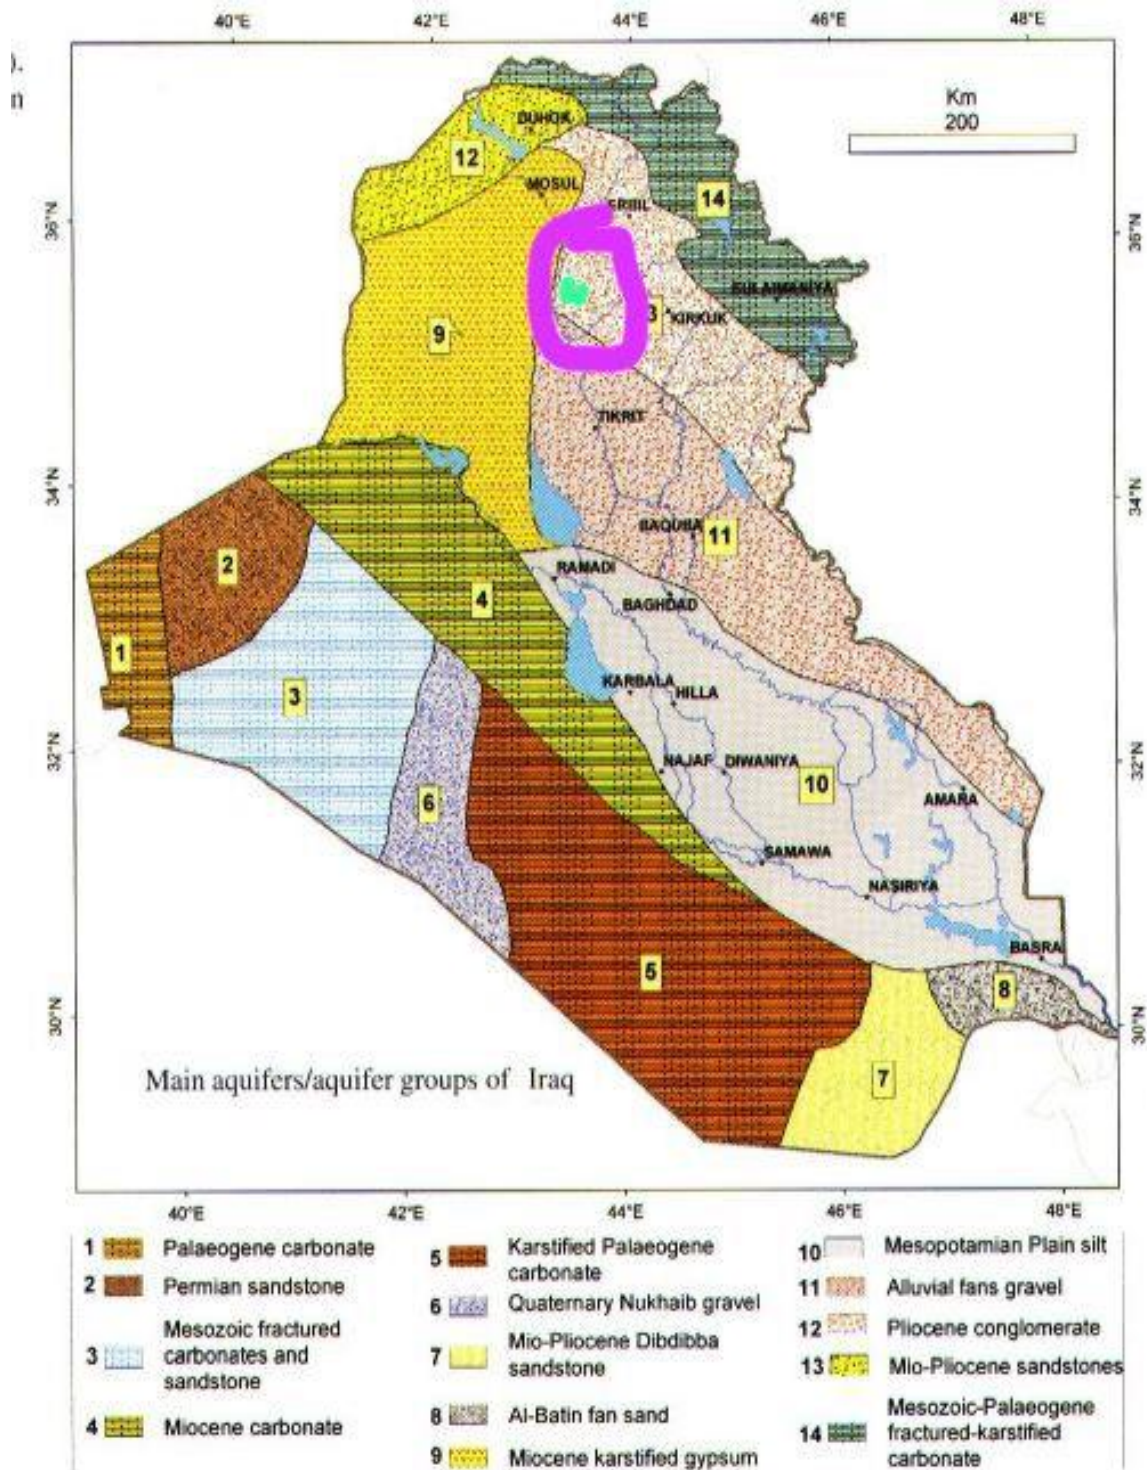 40°E 42°E 44°E 46°E 48°E
).
n
Km
200
DUHOK
12
MOSUL
14
ERBIL
36°N 36°N
SULAIMANIYA
9
3 KIRKUK
TIKRIT
34°N 34°N
BAQUBA
11
2
RAMADI
4
BAGHDAD
1
3
KARBALA
HILLA
32°N 32°N
NAJAF DIWANIYA
10
6
AMARA
SAMAWA
NASIRIYA
BASRA
5
8
30°N 30°N
7
Main aquifers/aquifer groups of Iraq
40°E 42°E 44°E 46°E 48°E
1 Palaeogene carbonate
2 Permian sandstone
3 Mesozoic fractured
carbonates and
sandstone
4 Miocene carbonate
5 Karstified Palaeogene
carbonate
6 Quaternary Nukhaib gravel
7 Mio-Pliocene Dibdibba
sandstone
8 Al-Batin fan sand
9 Miocene karstified gypsum
10 Mesopotamian Plain silt
11 Alluvial fans gravel
12 Pliocene conglomerate
13 Mio-Pliocene sandstones
14 Mesozoic-Palaeogene
fractured-karstified
carbonate